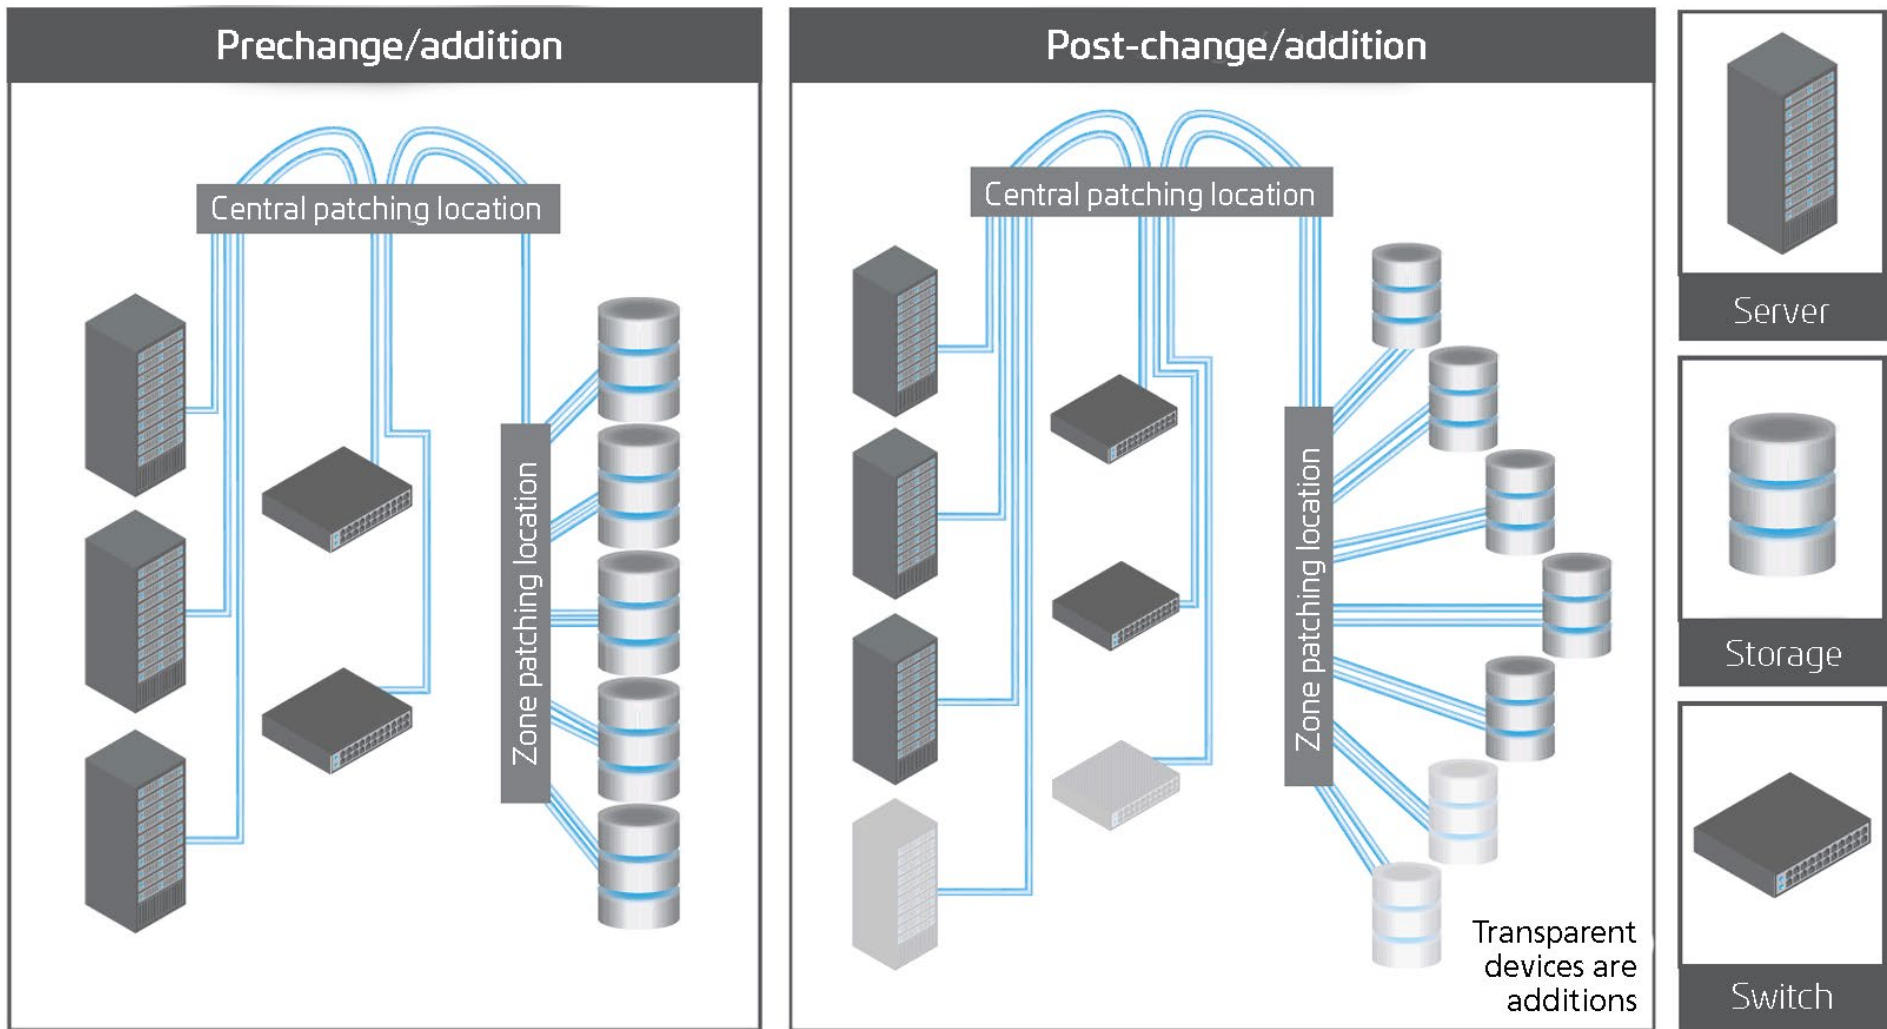 Prechange/addition
Central patching location
Zone patching location
Post-change/addition
Central patching location
Zone patching location
Transparent
devices are
additions
Server
Storage
Switch